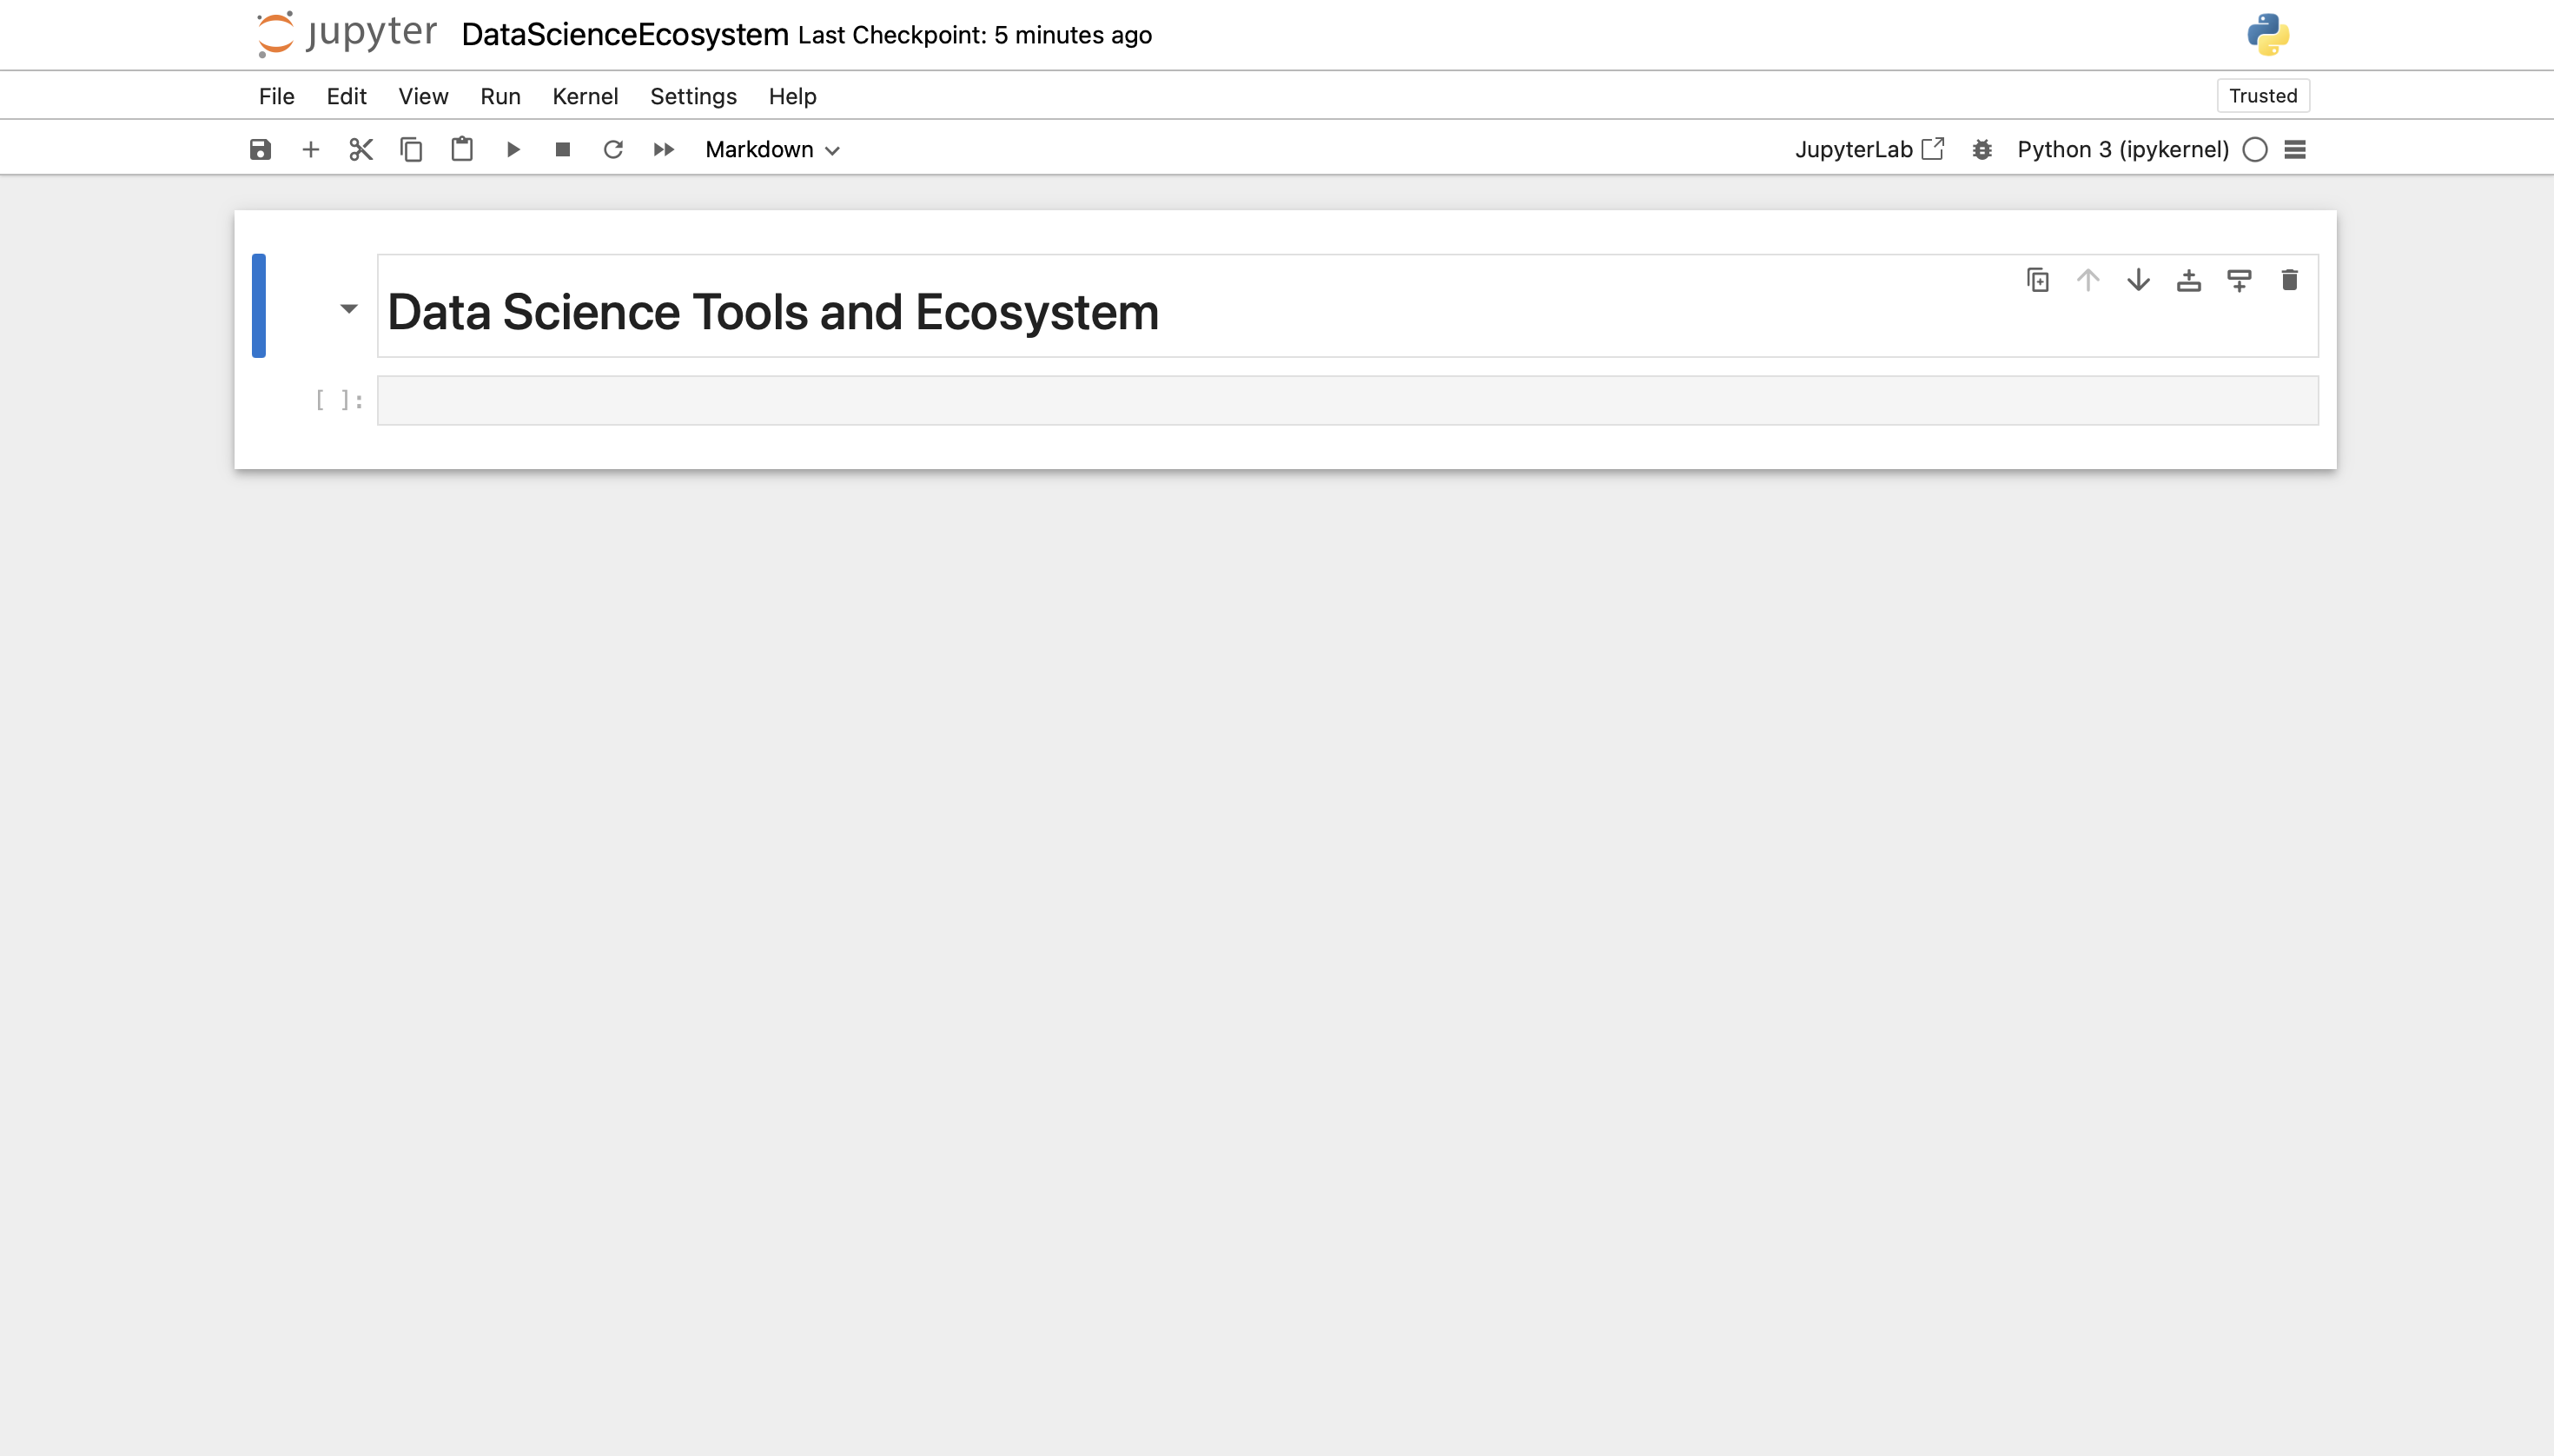 jupyter DataScienceEcosystem Last Checkpoint: 5 minutes ago
File Edit View Run Kernel Settings Help Trusted
Markdown JupyterLab Python 3 (ipykernel)
Data Science Tools and Ecosystem
[ ]: